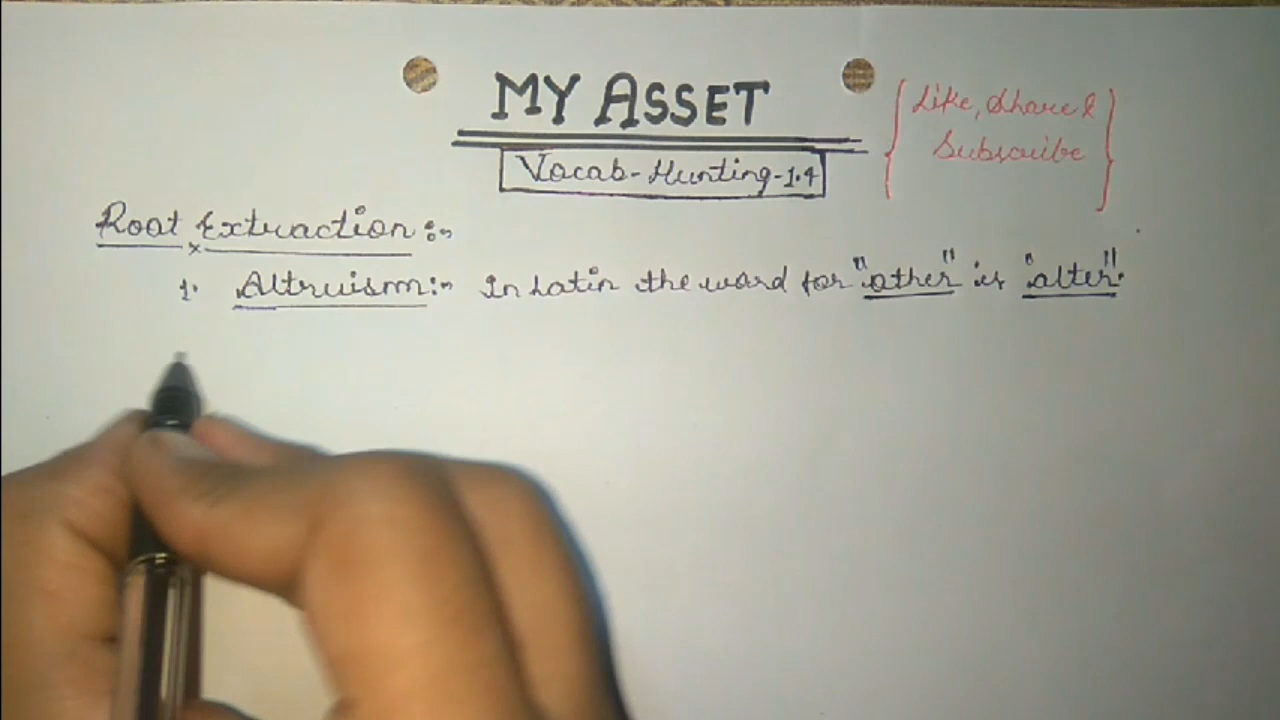 MY ASSET
Vocab-Hunting-1.4
{Like, Share &
Subscribe}
Root Extraction:-
1. Altruism:- In Latin the word for "other" is "alter".